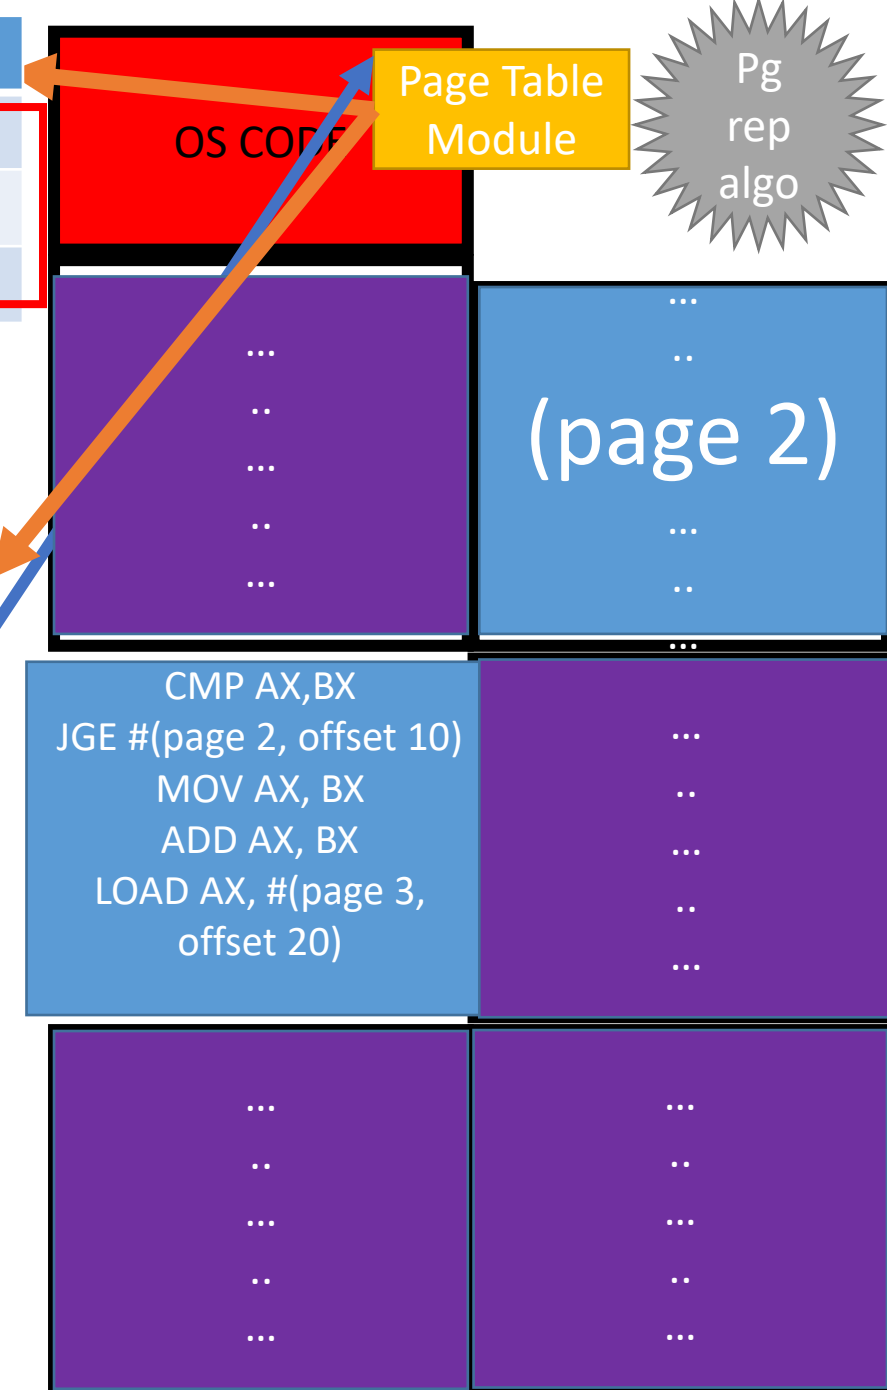 OS CODE
Page Table
Module
Pg
rep
algo
...
..
...
..
...
...
..
(page 2)
...
..
...
CMP AX,BX
JGE #(page 2, offset 10)
MOV AX, BX
ADD AX, BX
LOAD AX, #(page 3,
offset 20)
...
..
...
..
...
...
..
...
..
...
...
..
...
..
...